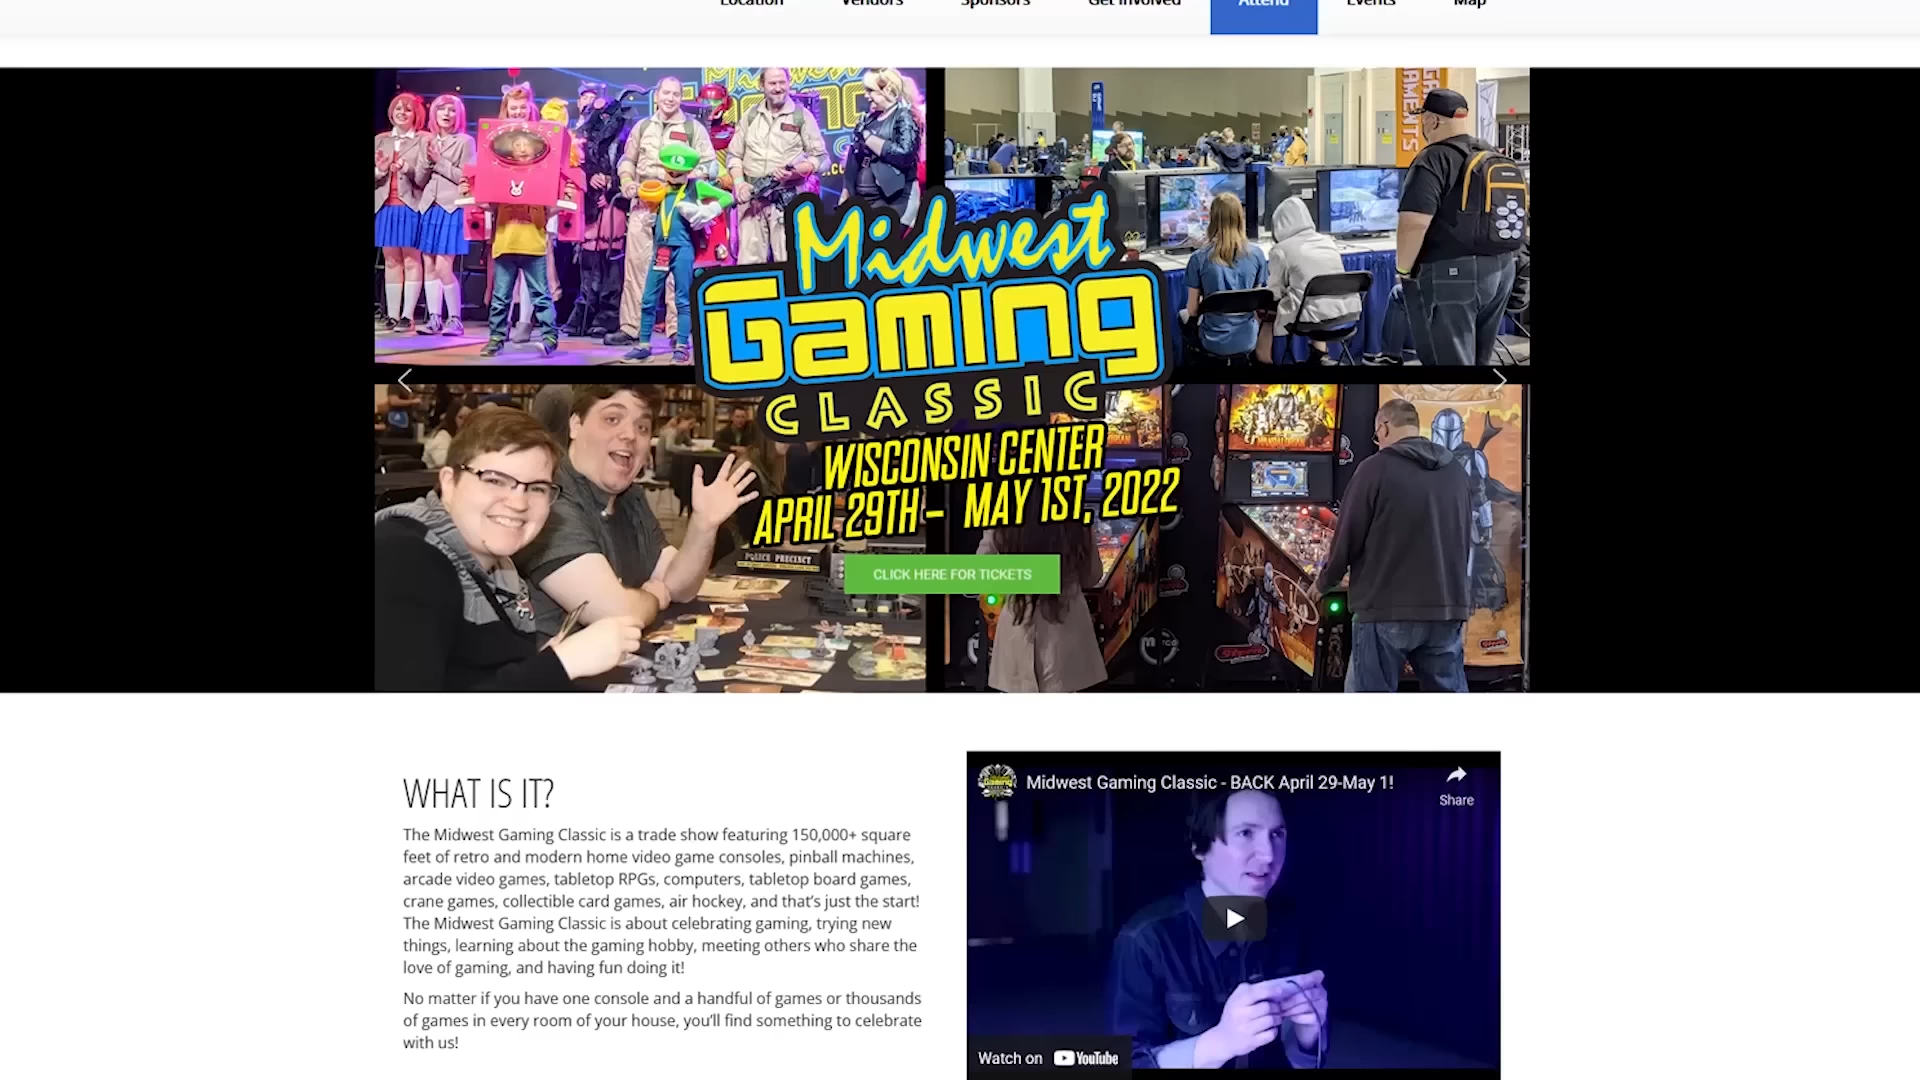 Location Vendors Sponsors Get Involved Attend Events Map
Midwest
Gaming
CLASSIC
WISCONSIN CENTER
APRIL 29TH – MAY 1ST, 2022
POLICE PRECINCT
CLICK HERE FOR TICKETS
WHAT IS IT?
The Midwest Gaming Classic is a trade show featuring 150,000+ square
feet of retro and modern home video game consoles, pinball machines,
arcade video games, tabletop RPGs, computers, tabletop board games,
crane games, collectible card games, air hockey, and that’s just the start!
The Midwest Gaming Classic is about celebrating gaming, trying new
things, learning about the gaming hobby, meeting others who share the
love of gaming, and having fun doing it!
No matter if you have one console and a handful of games or thousands
of games in every room of your house, you’ll find something to celebrate
with us!
Midwest Gaming Classic - BACK April 29-May 1!
Share
Watch on YouTube